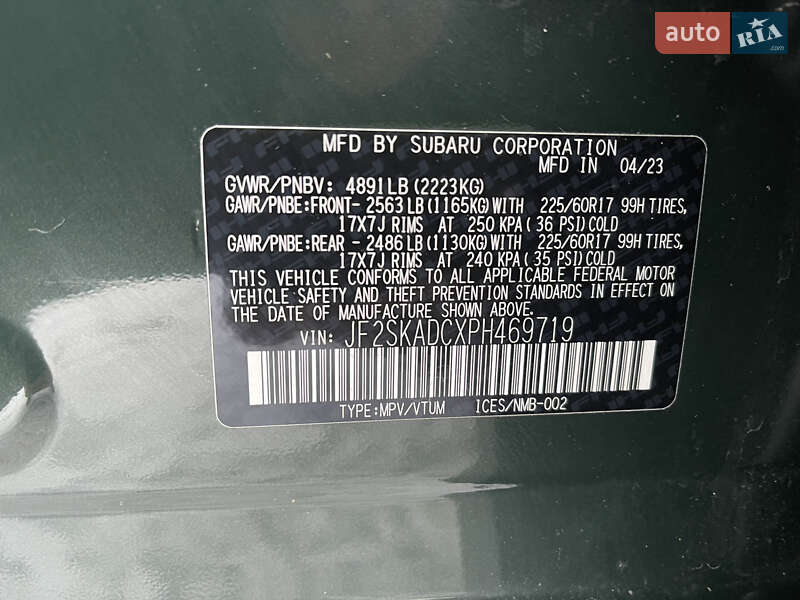 auto RIA.com
MFD BY SUBARU CORPORATION
MFD IN 04/23
GVWR/PNBV: 4891LB (2223KG)
GAWR/PNBE:FRONT- 2563LB (1165KG)WITH 225/60R17 99H TIRES,
17X7J RIMS AT 250 KPA ( 36 PSI)COLD
GAWR/PNBE:REAR - 2486LB (1130KG)WITH 225/60R17 99H TIRES,
17X7J RIMS AT 240 KPA ( 35 PSI)COLD
THIS VEHICLE CONFORMS TO ALL APPLICABLE FEDERAL MOTOR
VEHICLE SAFETY AND THEFT PREVENTION STANDARDS IN EFFECT ON
THE DATE OF MANUFACTURE SHOWN ABOVE.
VIN: JF2SKADCXPH469719
TYPE:MPV/VTUM ICES/NMB-002